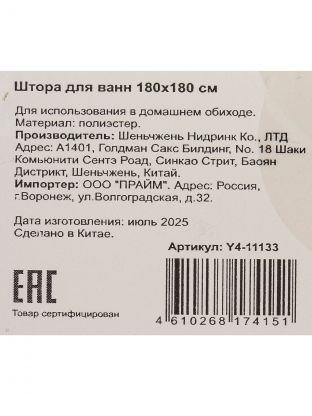 Штора для ванн 180х180 см
Для использования в домашнем обиходе.
Материал: полиэстер.
Производитель: Шеньчжень Нидринк Ко., ЛТД
Адрес: А1401, Голдман Сакс Билдинг, No. 18 Шаки
Комьюнити Сентэ Роад, Синкао Стрит, Баоян
Дистрикт, Шеньчжень, Китай.
Импортер: ООО "ПРАЙМ". Адрес: Россия,
г.Воронеж, ул.Волгоградская, д.32.
Дата изготовления: июль 2025
Сделано в Китае.
Артикул: Y4-11133
EAC
Товар сертифицирован
4 610268 174151